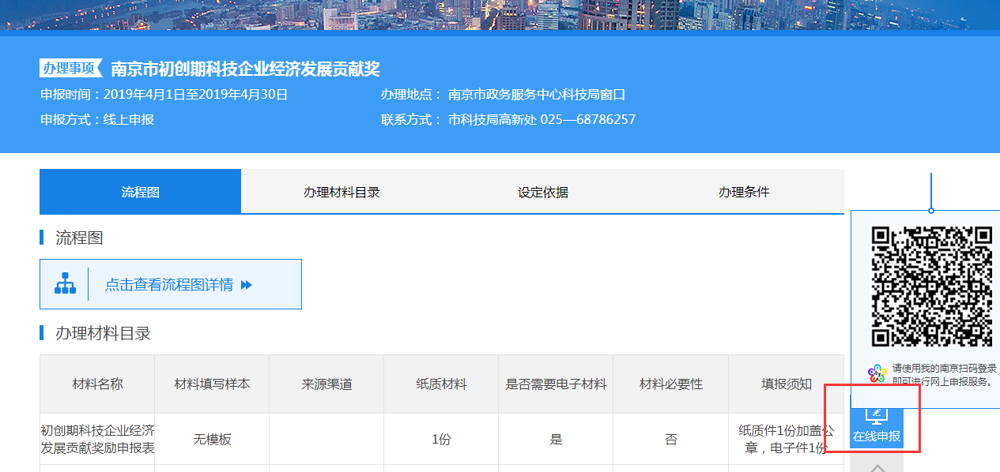 办理事项 南京市初创期科技企业经济发展贡献奖
申报时间：2019年4月1日至2019年4月30日 办理地点： 南京市政务服务中心科技局窗口
申报方式：线上申报 联系方式： 市科技局高新处 025—68786257
流程图 办理材料目录 设定依据 办理条件
流程图
点击查看流程图详情
办理材料目录
材料名称 材料填写样本 来源渠道 纸质材料 是否需要电子材料 材料必要性 填报须知
初创期科技企业经济
发展贡献奖励申报表
无模板
1份
是
否
纸质件1份加盖公
章，电子件1份
请使用我的南京扫码登录
即可进行网上申报服务。
在线申报